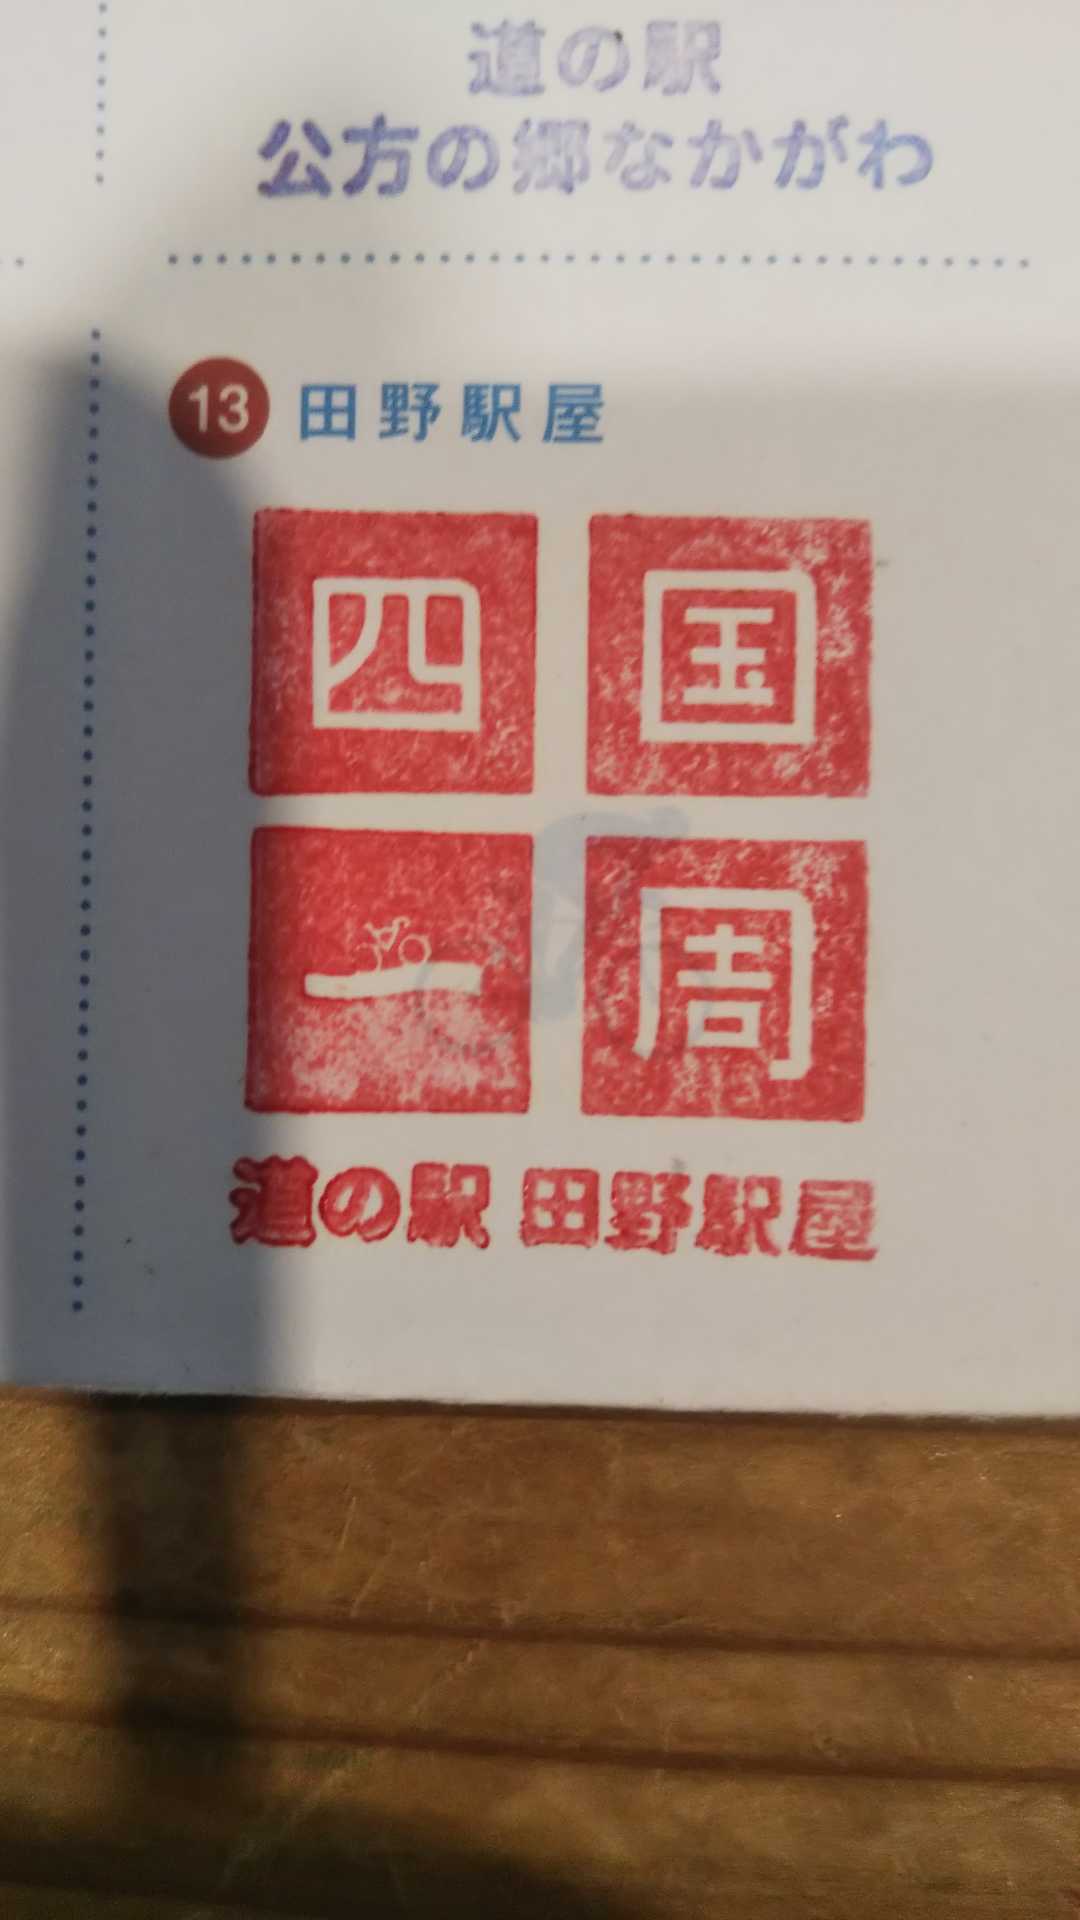 道の駅
公方の郷なかがわ
13 田野駅屋
四国
一周
道の駅 田野駅屋